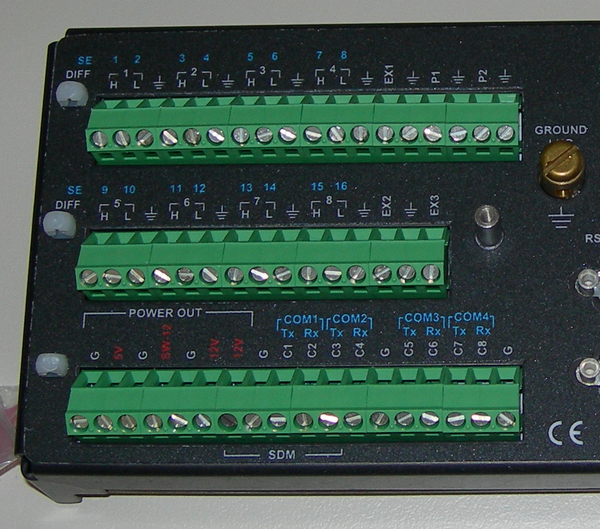 SE 1 2 3 4 5 6 7 8
DIFF 1 2 3 4
H L H L H L H L EX1 P1 P2
GROUND
SE 9 10 11 12 13 14 15 16
DIFF 5 6 7 8
H L H L H L H L EX2 EX3
RS
POWER OUT COM1 COM2 COM3 COM4
Tx Rx Tx Rx Tx Rx Tx Rx
G 5V G SW-12 G 12V 12V G C1 C2 C3 C4 G C5 C6 C7 C8 G
SDM
CE